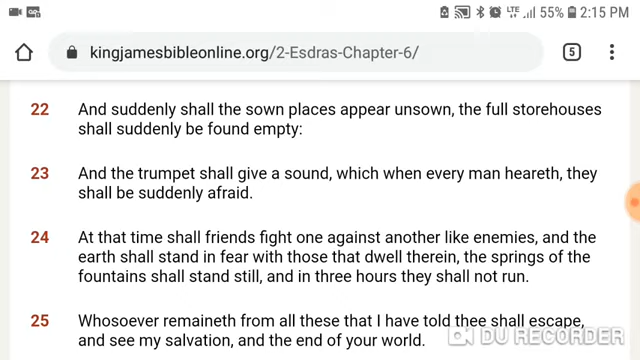 LTE 55% 2:15 PM
kingjamesbibleonline.org/2-Esdras-Chapter-6/ 5
22 And suddenly shall the sown places appear unsown, the full storehouses
shall suddenly be found empty:
23 And the trumpet shall give a sound, which when every man heareth, they
shall be suddenly afraid.
24 At that time shall friends fight one against another like enemies, and the
earth shall stand in fear with those that dwell therein, the springs of the
fountains shall stand still, and in three hours they shall not run.
25 Whosoever remaineth from all these that I have told thee shall escape,
and see my salvation, and the end of your world.
DU RECORDER